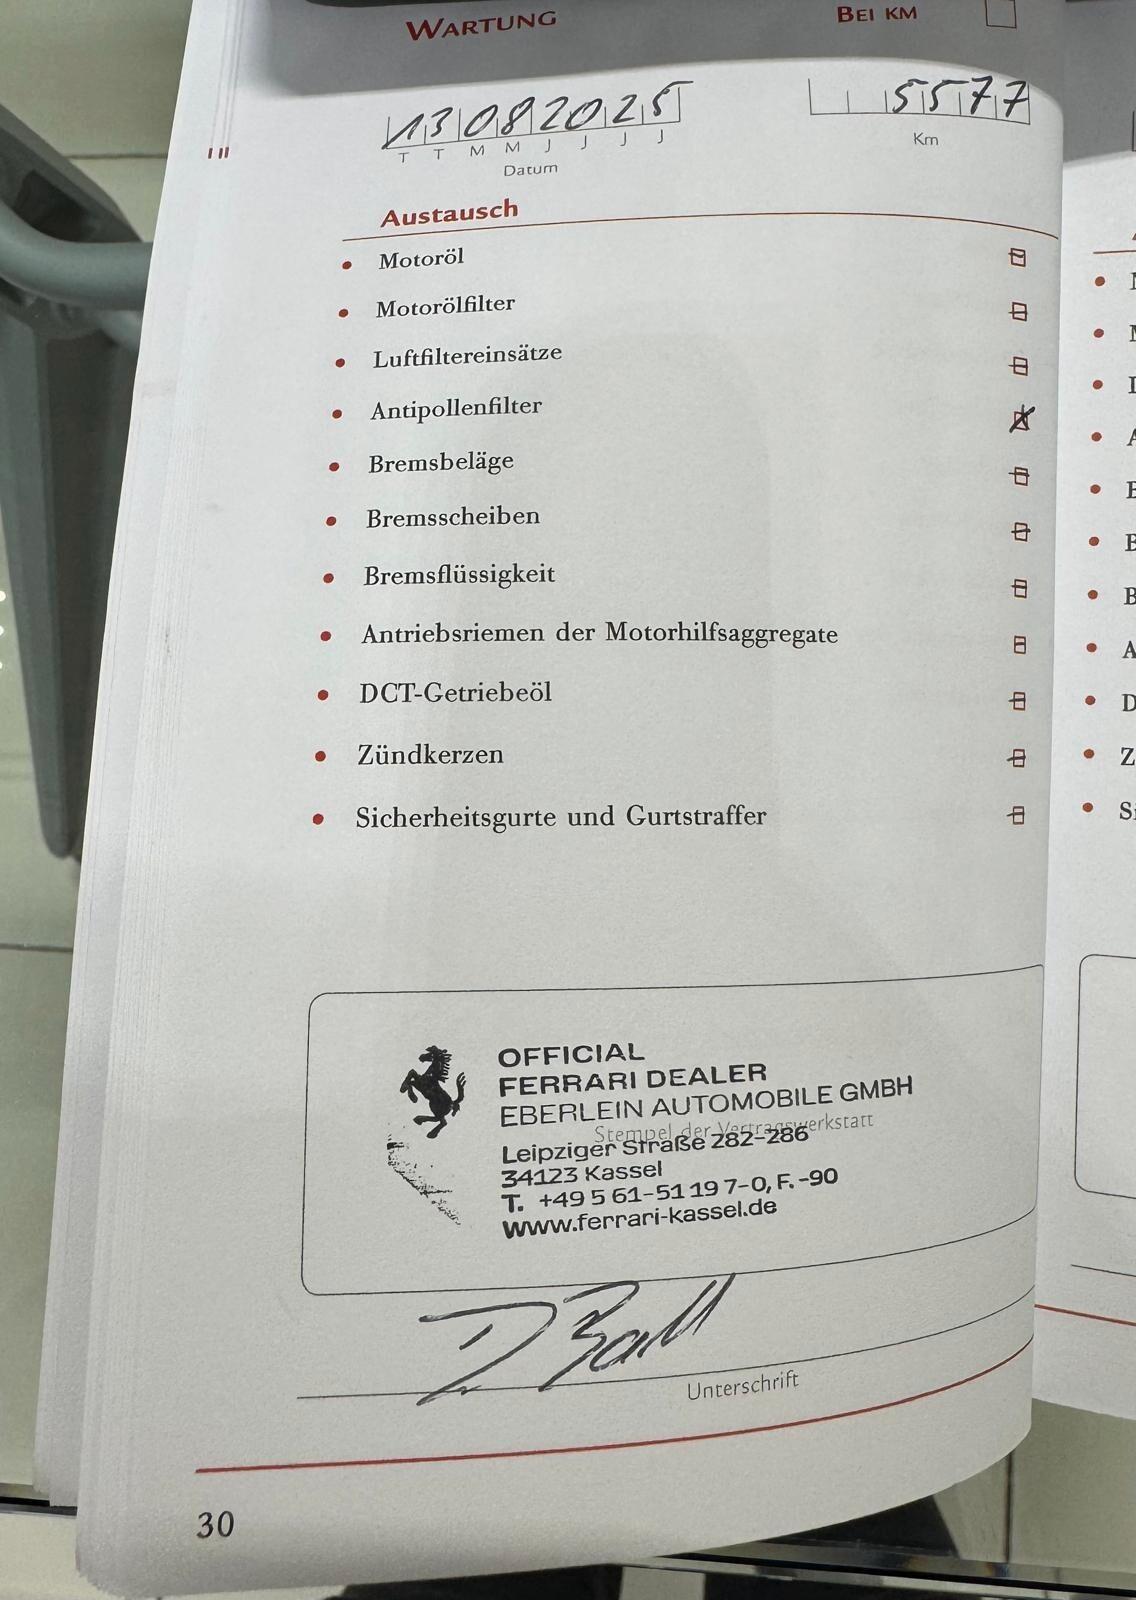 WARTUNG
BEI KM
13082025
5577
T T M M J J J J
Datum
Km
Austausch
Motoröl
Motorölfilter
Luftfiltereinsätze
Antipollenfilter
Bremsbeläge
Bremsscheiben
Bremsflüssigkeit
Antriebsriemen der Motorhilfsaggregate
DCT-Getriebeöl
Zündkerzen
Sicherheitsgurte und Gurtstraffer
OFFICIAL
FERRARI DEALER
EBERLEIN AUTOMOBILE GMBH
Stempel der Vertragswerkstatt
Leipziger Straße 282-286
34123 Kassel
T. +49 5 61-51 19 7-0, F. -90
www.ferrari-kassel.de
Unterschrift
30